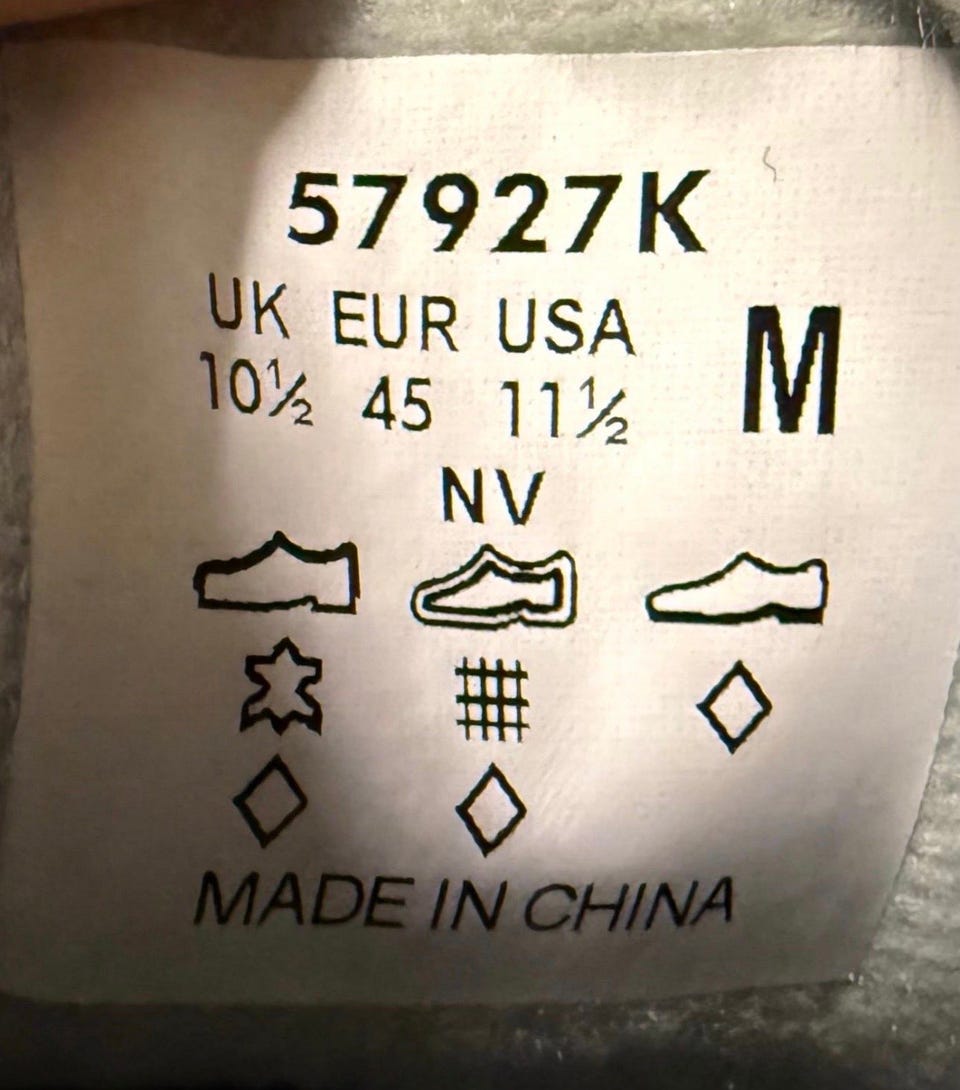 57927K
UK EUR USA M
10½ 45 11½
NV
MADE IN CHINA